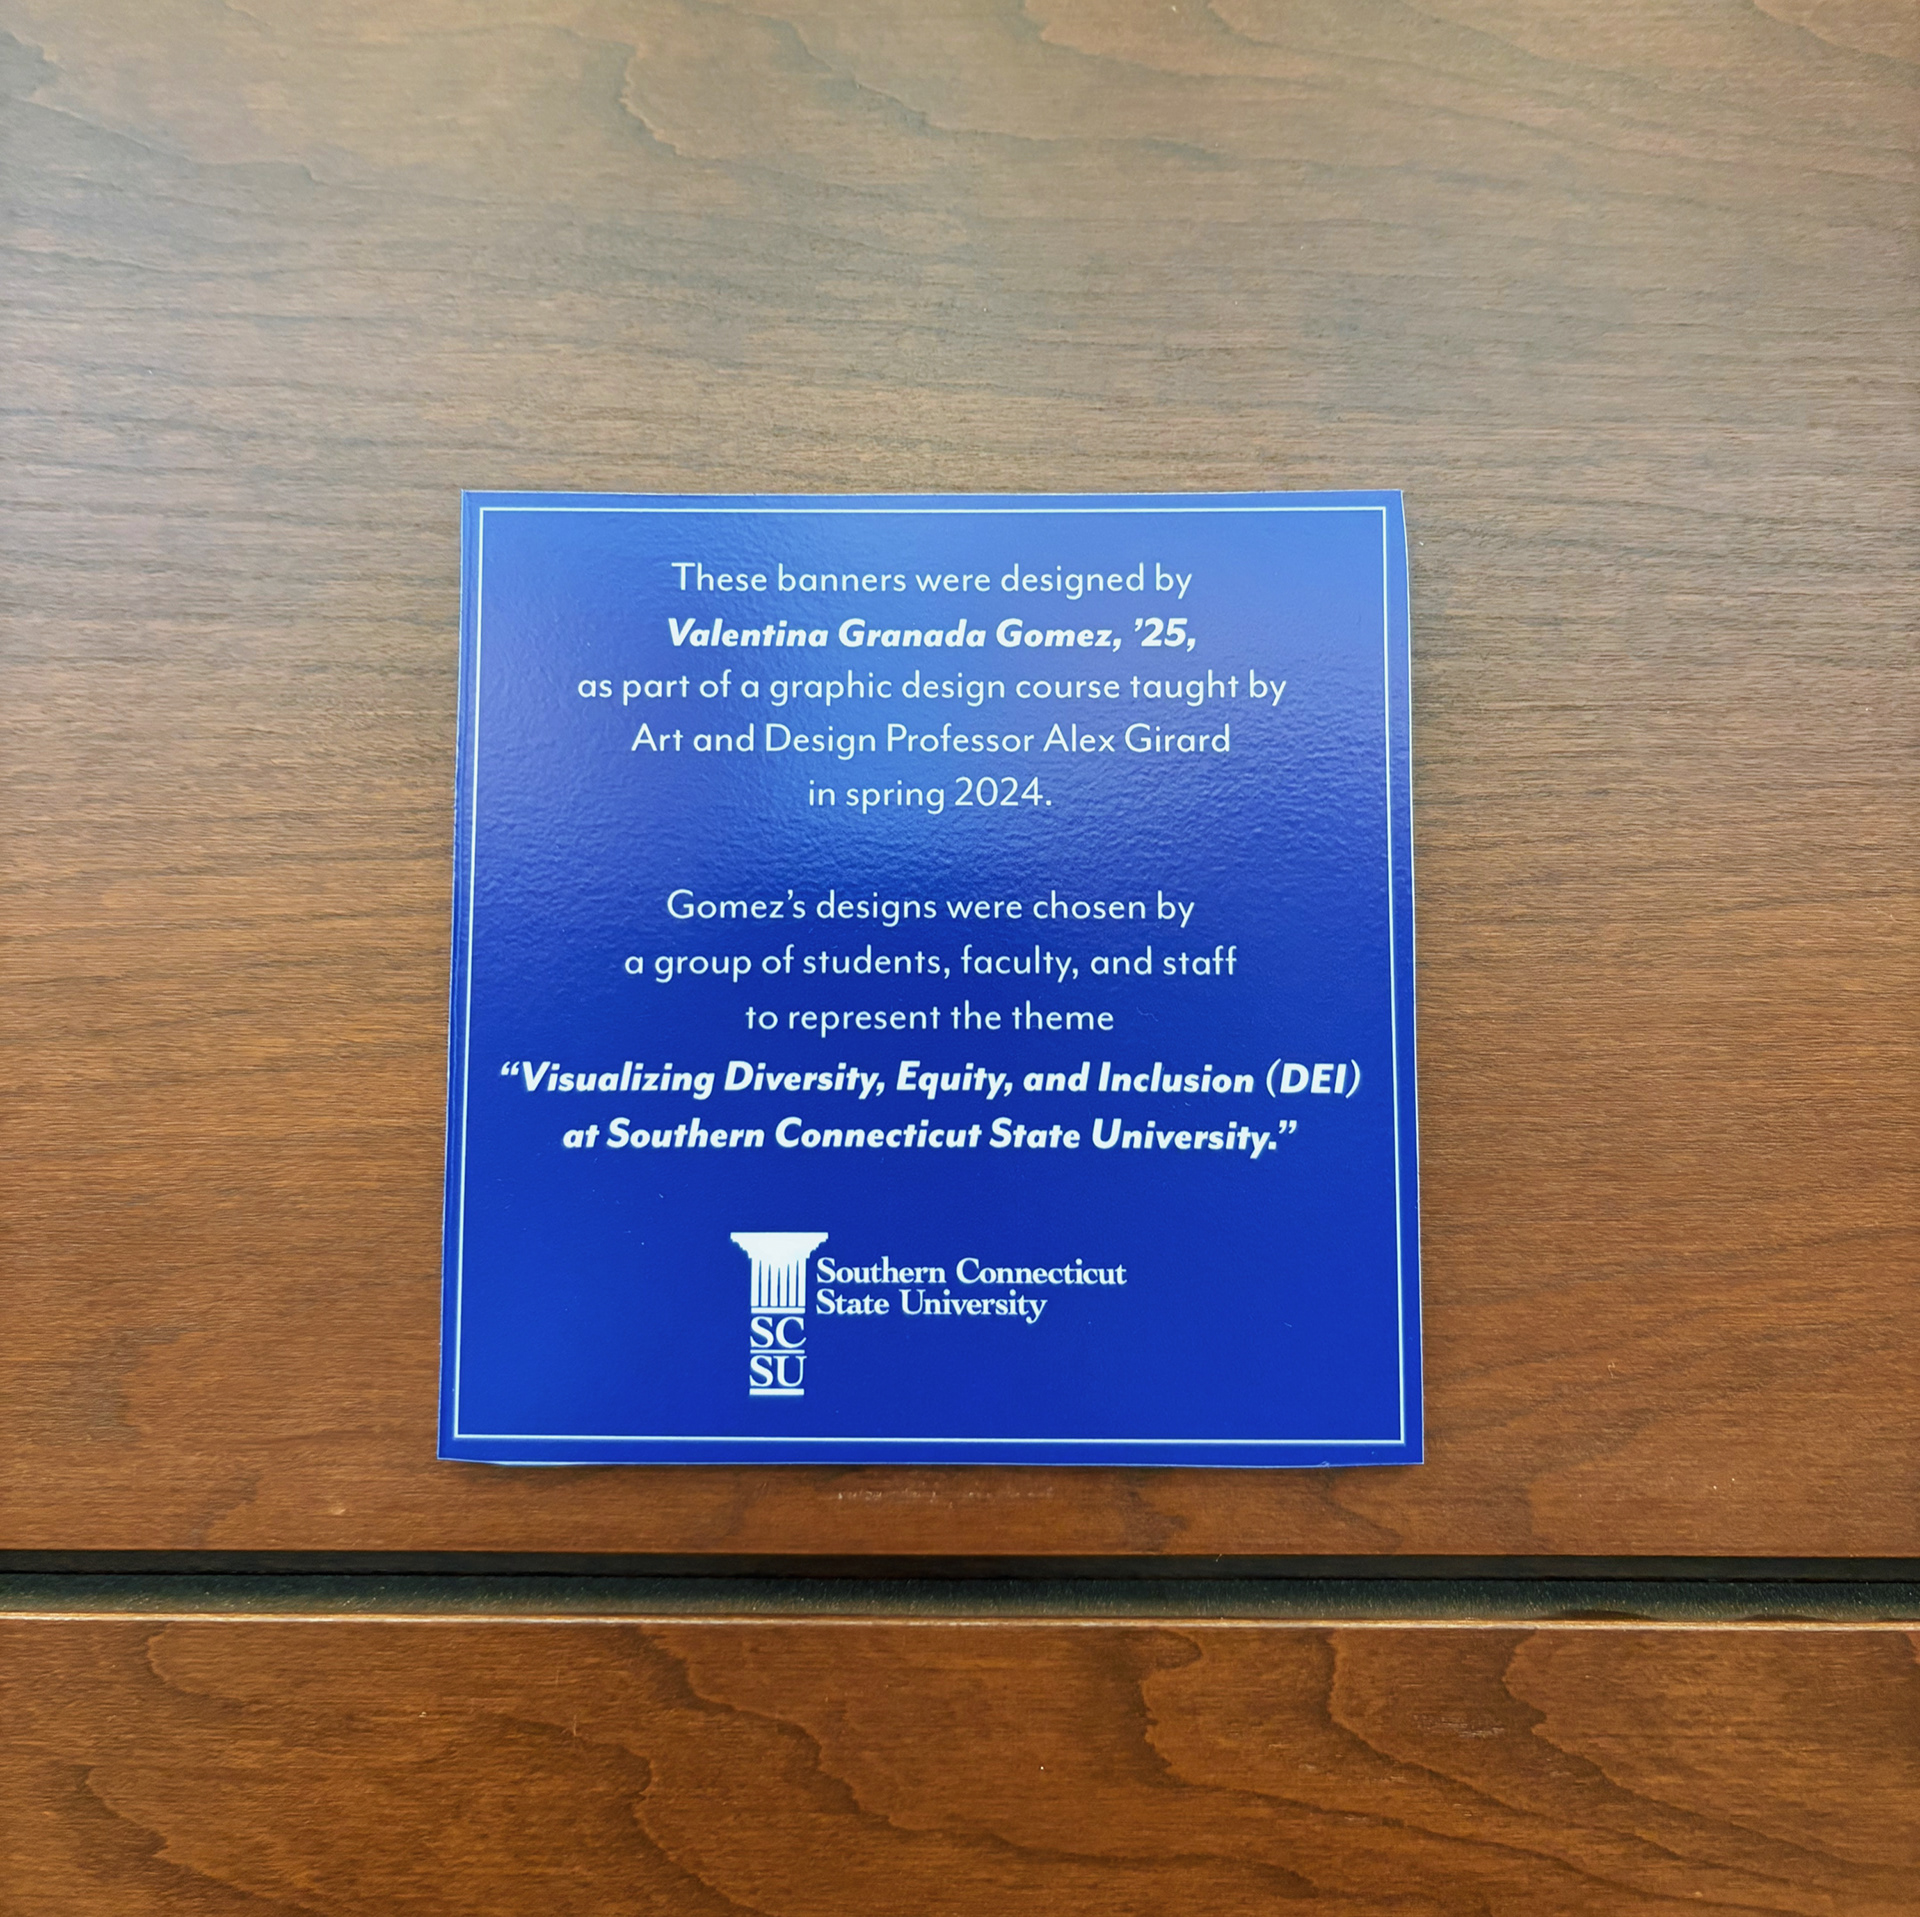 These banners were designed by
Valentina Granada Gomez, ’25,
as part of a graphic design course taught by
Art and Design Professor Alex Girard
in spring 2024.
Gomez’s designs were chosen by
a group of students, faculty, and staff
to represent the theme
“Visualizing Diversity, Equity, and Inclusion (DEI)
at Southern Connecticut State University.”
Southern Connecticut
State University
SC
SU